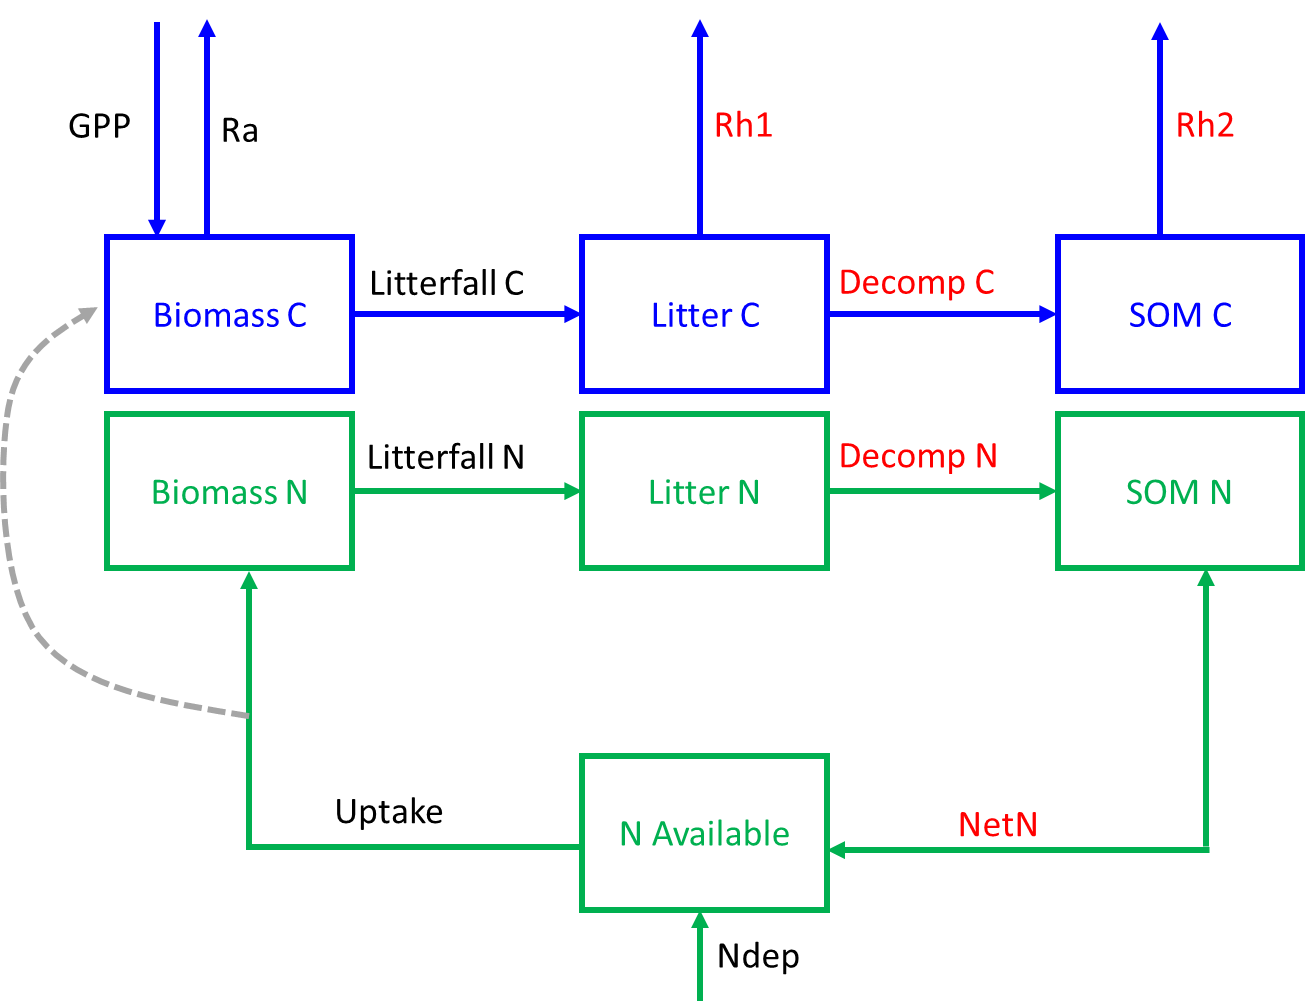 GPP
Ra
Rh1
Rh2
Biomass C
Litterfall C
Litter C
Decomp C
SOM C
Biomass N
Litterfall N
Litter N
Decomp N
SOM N
Uptake
N Available
NetN
Ndep